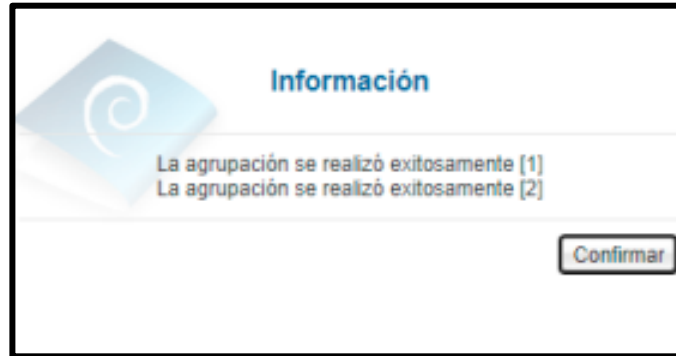 Información
La agrupación se realizó exitosamente [1]
La agrupación se realizó exitosamente [2]
Confirmar